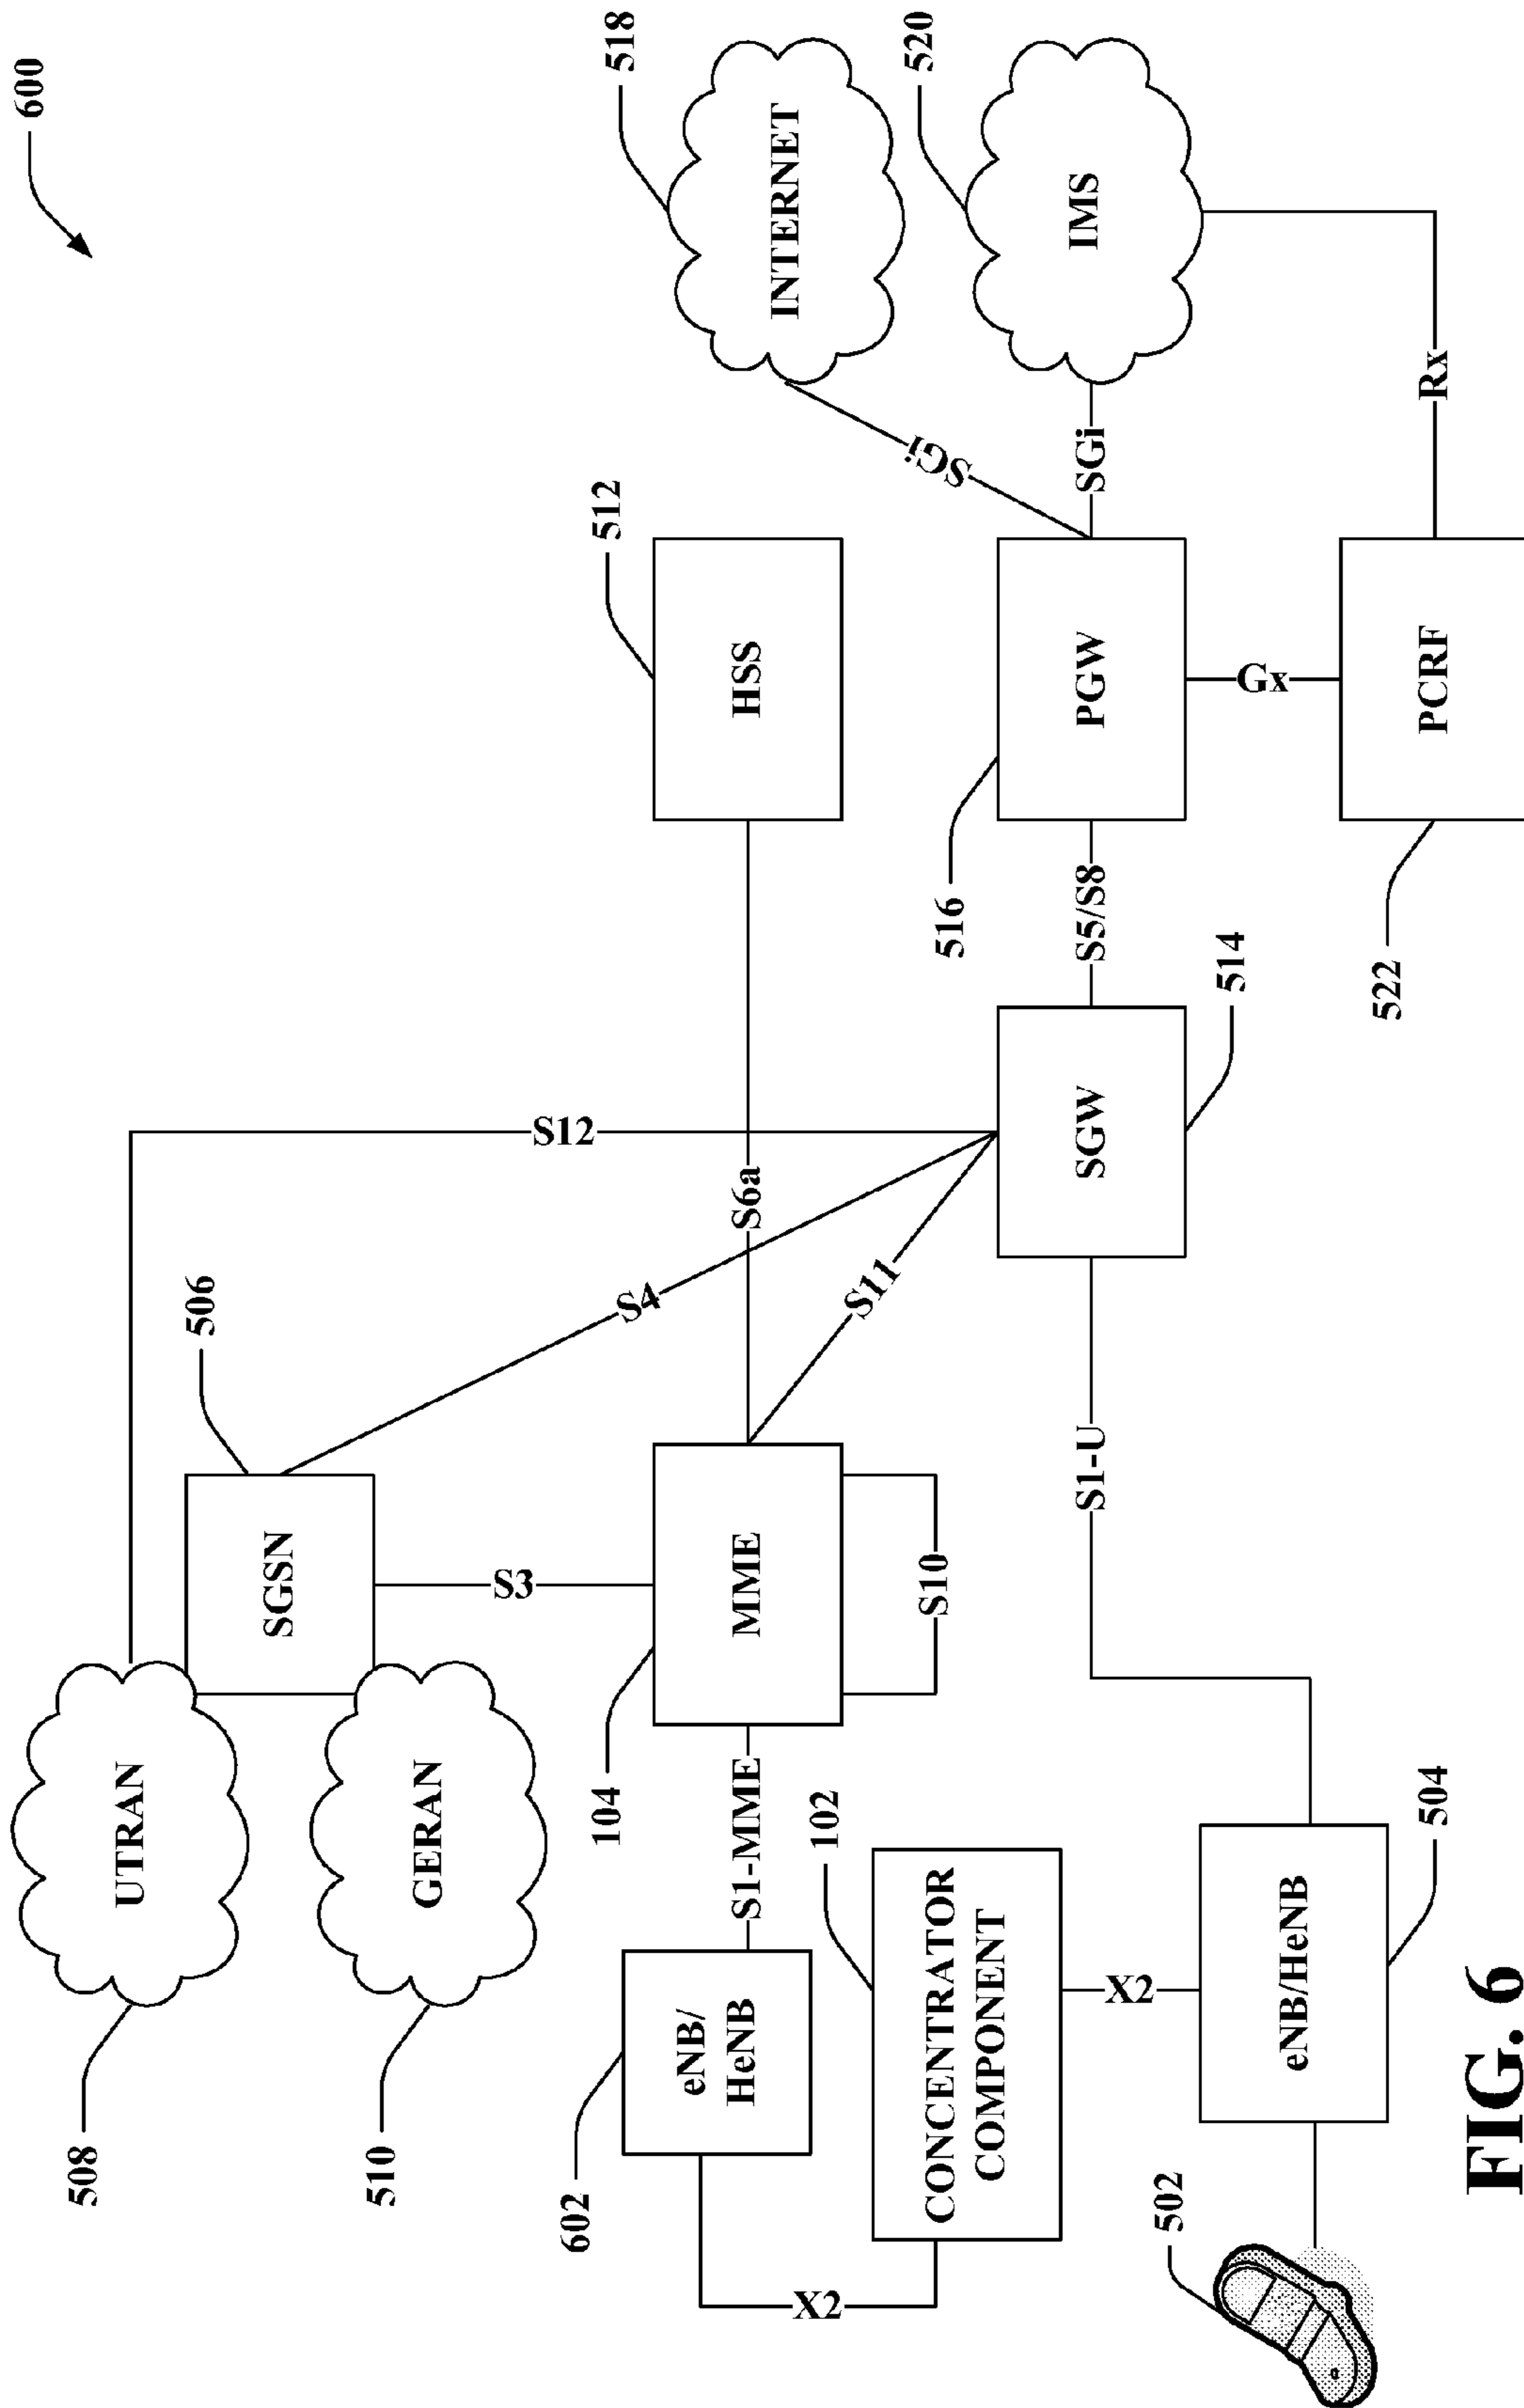 600
508
UTRAN
510
GERAN
506
SGSN
S12
S4
S3
518
INTERNET
512
HSS
S6a
S11
104
MME
S10
S1-MME
602
eNB/
HeNB
X2
102
CONCENTRATOR
COMPONENT
X2
502
eNB/HeNB
504
S1-U
SGW
514
S5/S8
516
PGW
SGi
SGi
520
IMS
Gx
Rx
PCRF
522
FIG. 6